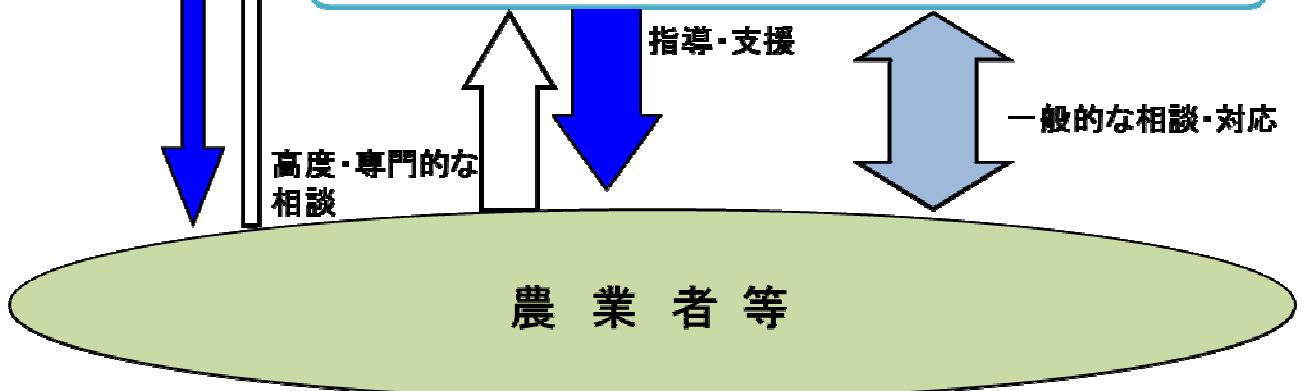 指導・支援
一般的な相談・対応
高度・専門的な
相談
農業者等